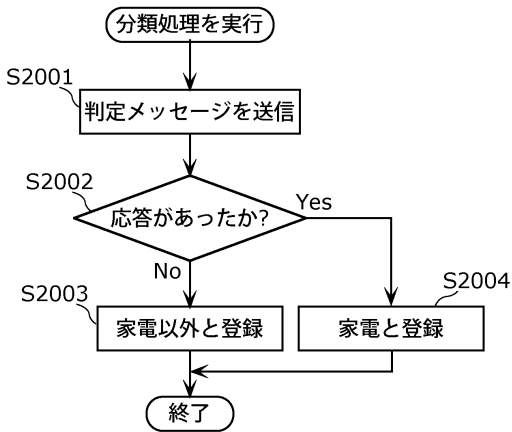 分類処理を実行
S2001
判定メッセージを送信
S2002
応答があったか?
Yes
No
S2003
家電以外と登録
S2004
家電と登録
終了